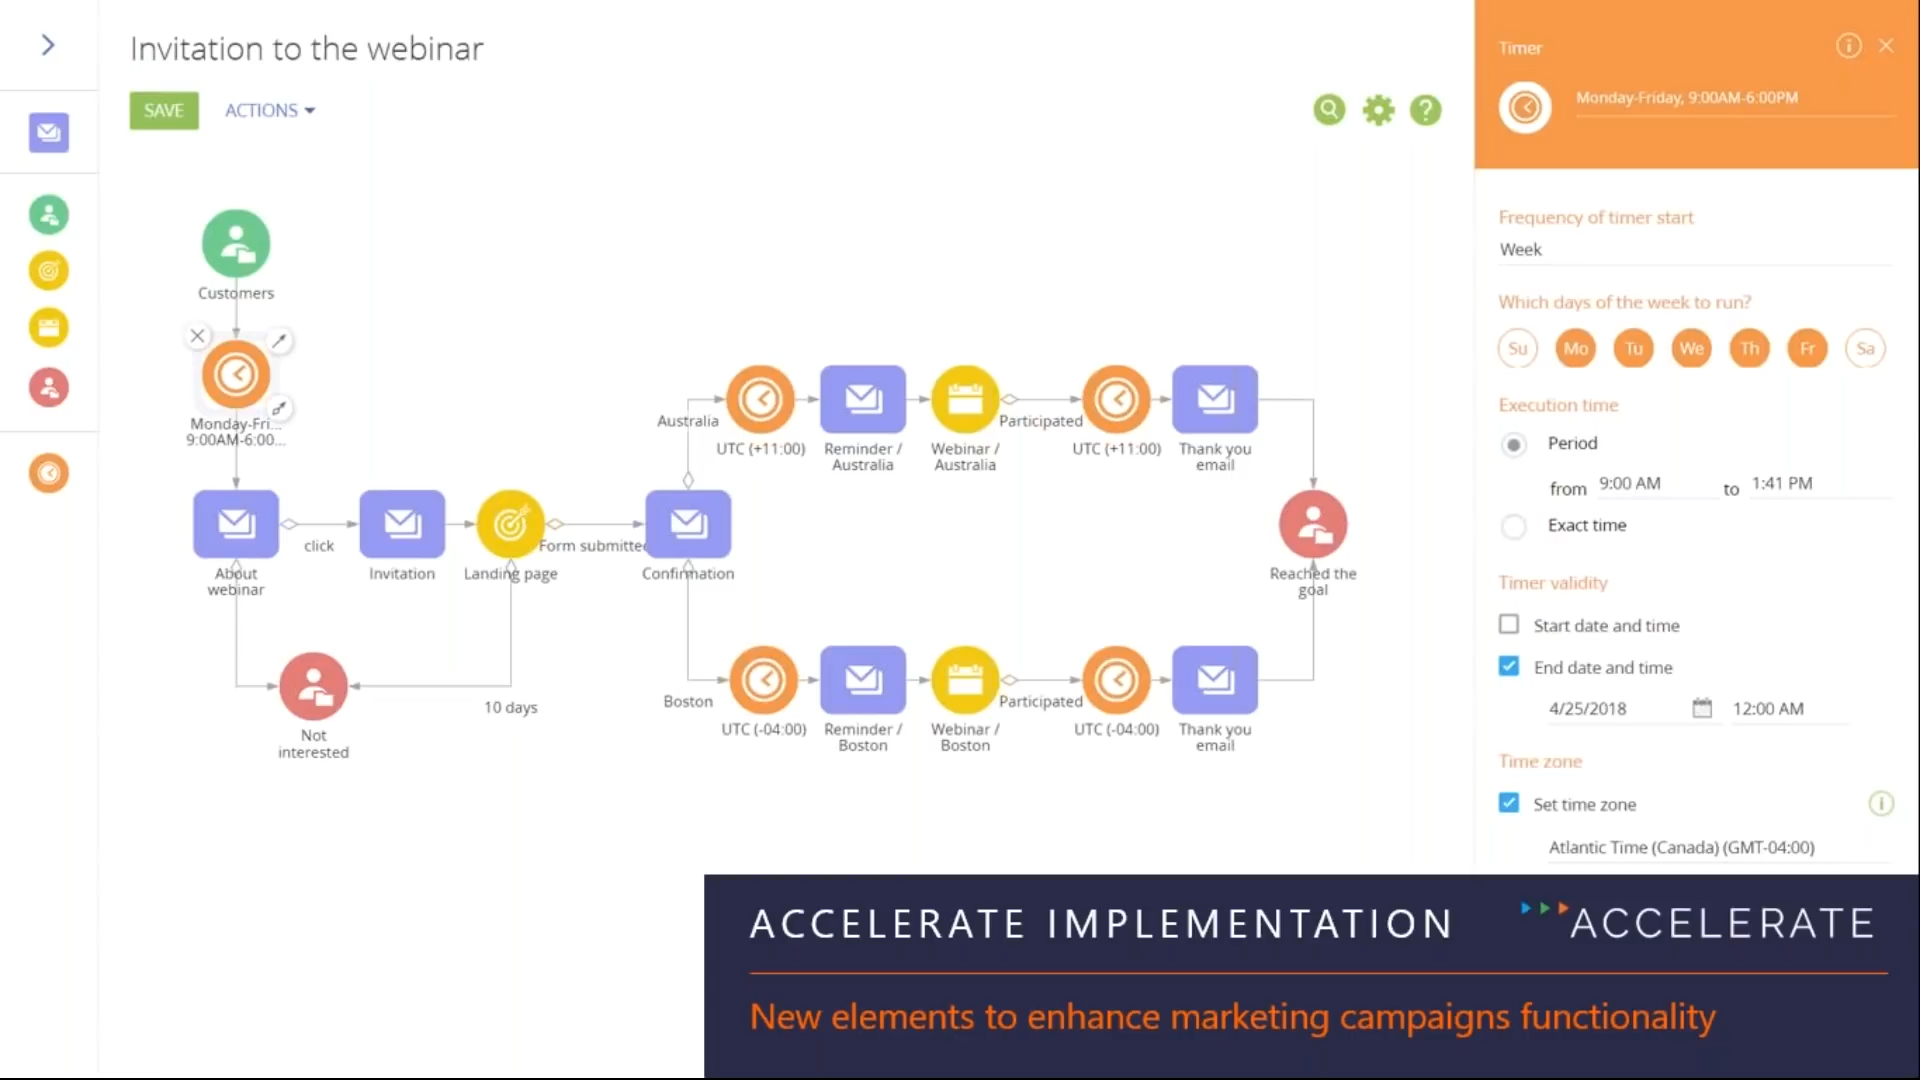 Invitation to the webinar
SAVE
ACTIONS
Customers
Monday-Fri...
9:00AM-6:00...
About
webinar
click
Invitation
Landing page
Form submitted
Confirmation
Not
interested
10 days
Australia
UTC (+11:00)
Reminder /
Australia
Webinar /
Australia
Participated
UTC (+11:00)
Thank you
email
Boston
UTC (-04:00)
Reminder /
Boston
Webinar /
Boston
Participated
UTC (-04:00)
Thank you
email
Reached the
goal
Timer
Monday-Friday, 9:00AM-6:00PM
Frequency of timer start
Week
Which days of the week to run?
Su Mo Tu We Th Fr Sa
Execution time
Period
from 9:00 AM to 1:41 PM
Exact time
Timer validity
Start date and time
End date and time
4/25/2018 12:00 AM
Time zone
Set time zone
Atlantic Time (Canada) (GMT-04:00)
ACCELERATE IMPLEMENTATION
ACCELERATE
New elements to enhance marketing campaigns functionality